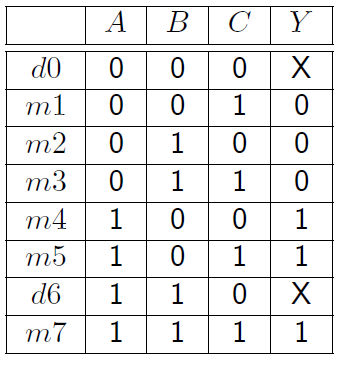 A B C Y
d0 0 0 0 X
m1 0 0 1 0
m2 0 1 0 0
m3 0 1 1 0
m4 1 0 0 1
m5 1 0 1 1
d6 1 1 0 X
m7 1 1 1 1